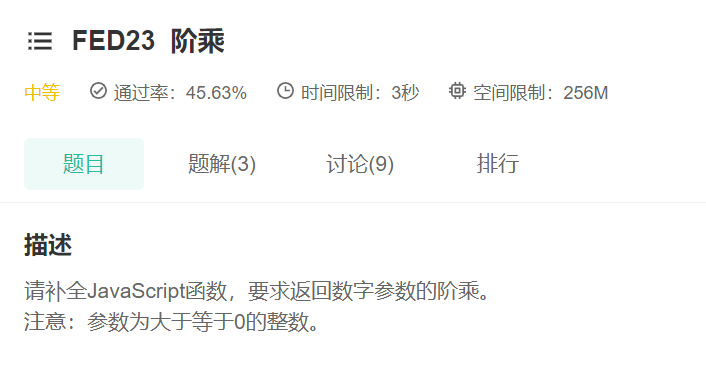 FED23 阶乘
中等 通过率：45.63% 时间限制：3秒 空间限制：256M
题目 题解(3) 讨论(9) 排行
描述
请补全JavaScript函数，要求返回数字参数的阶乘。
注意：参数为大于等于0的整数。